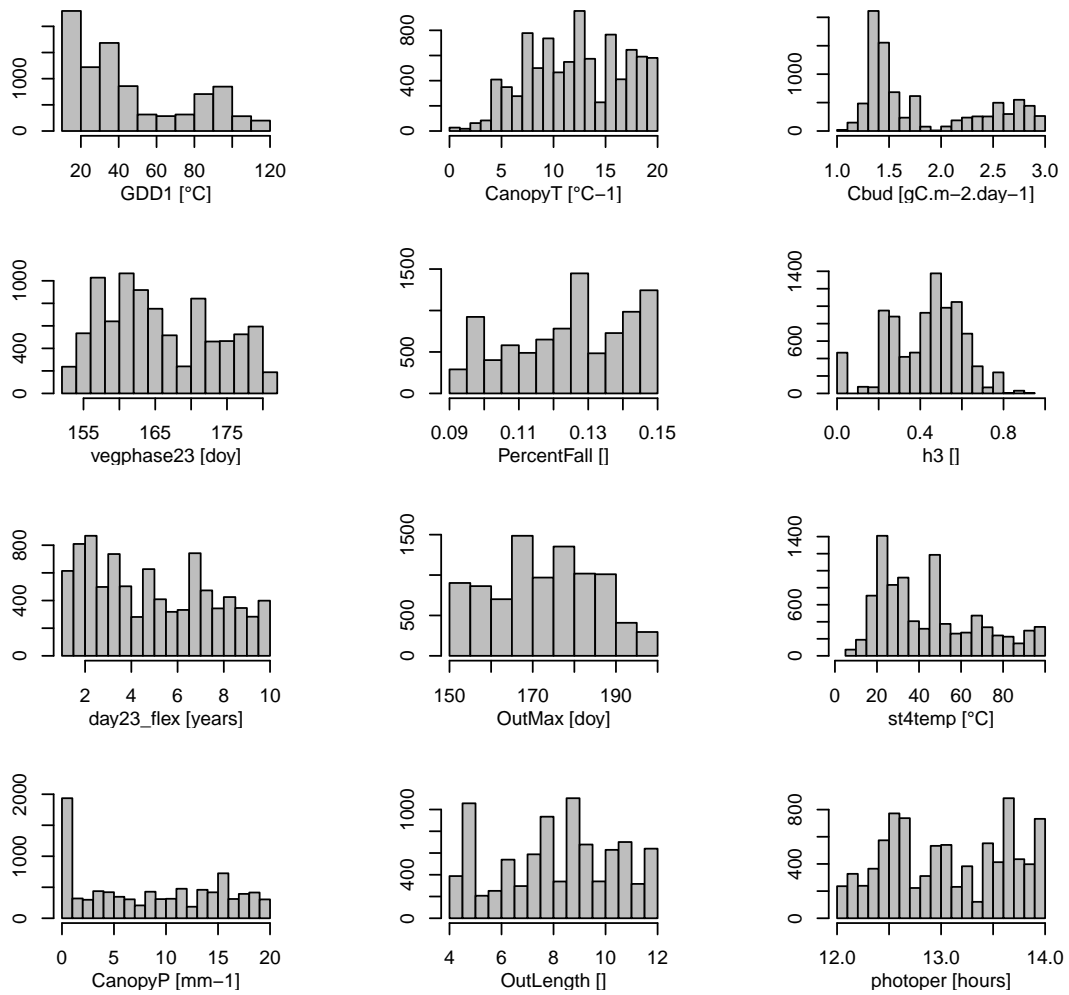 0 1000
0 400 800
0 1000
20 40 60 80 120
0 5 10 15 20
1.0 1.5 2.0 2.5 3.0
GDD1 [°C]
CanopyT [°C−1]
Cbud [gC.m−2.day−1]
0 400 1000
0 500 1500
0 600 1400
155 165 175
0.09 0.11 0.13 0.15
0.0 0.4 0.8
vegphase23 [doy]
PercentFall []
h3 []
0 400 800
0 500 1500
0 600 1400
2 4 6 8 10
150 170 190
0 20 40 60 80
day23_flex [years]
OutMax [doy]
st4temp [°C]
0 500 1000 2000
0 400 1000
0 400 800
0 5 10 15 20
4 6 8 10 12
12.0 13.0 14.0
CanopyP [mm−1]
OutLength []
photoper [hours]